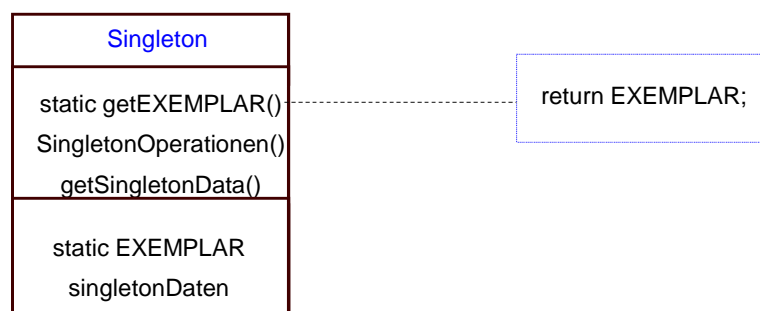 Singleton
static getEXEMPLAR()
return EXEMPLAR;
SingletonOperationen()
getSingletonData()
static EXEMPLAR
singletonDaten